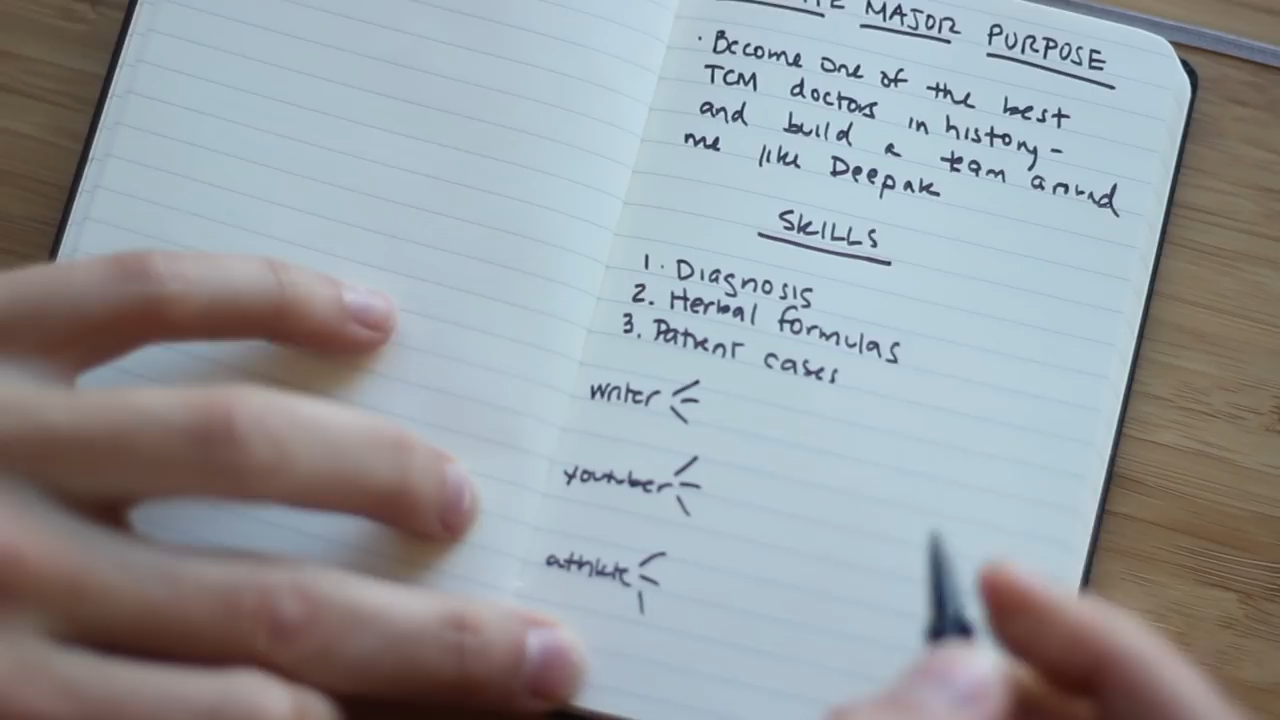 MAJOR PURPOSE
· Become one of the best
TCM doctors in history-
and build a team around
me like Deepak
SKILLS
1. Diagnosis
2. Herbal formulas
3. Patient cases
writer
youtuber
athlete